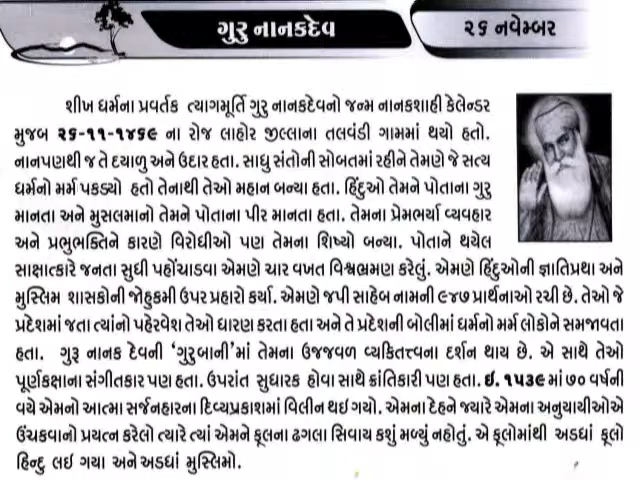 ગુરુ નાનકદેવ
૨૬ નવેમ્બર
શીખ ધર્મના પ્રવર્તક ત્યાગમૂર્તિ ગુરુ નાનકદેવનો જન્મ નાનકશાહી કેલેન્ડર
મુજબ ૨૬-૧૧-૧૪૬૯ ના રોજ લાહોર જીલ્લાના તલવંડી ગામમાં થયો હતો.
નાનપણથી જ તે દયાળુ અને ઉદાર હતા. સાધુ સંતોની સોબતમાં રહીને તેમણે જે સત્ય
ધર્મનો મર્મ પકડ્યો હતો તેનાથી તેઓ મહાન બન્યા હતા. હિંદુઓ તેમને પોતાના ગુરુ
માનતા અને મુસલમાનો તેમને પોતાના પીર માનતા હતા. તેમના પ્રેમભર્યા વ્યવહાર
અને પ્રભુભક્તિને કારણે વિરોધીઓ પણ તેમના શિષ્યો બન્યા. પોતાને થયેલ
સાક્ષાત્કારે જનતા સુધી પહોંચાડવા એમણે ચાર વખત વિશ્વભ્રમણ કરેલું. એમણે હિંદુઓની જ્ઞાતિપ્રથા અને
મુસ્લિમ શાસકોની જોહુકમી ઉપર પ્રહારો કર્યા. એમણે જપી સાહેબ નામની ૯૪૭ પ્રાર્થનાઓ રચી છે. તેઓ જે
પ્રદેશમાં જતા ત્યાંનો પહેરવેશ તેઓ ધારણ કરતા હતા અને તે પ્રદેશની બોલીમાં ધર્મનો મર્મ લોકોને સમજાવતા
હતા. ગુરૂ નાનક દેવની 'ગુરુબાની'માં તેમના ઉજજવળ વ્યકિતત્ત્વના દર્શન થાય છે. એ સાથે તેઓ
પૂર્ણકક્ષાના સંગીતકાર પણ હતા. ઉપરાંત સુધારક હોવા સાથે ક્રાંતિકારી પણ હતા. ઇ. ૧૫૩૯ માં ૭૦ વર્ષની
વયે એમનો આત્મા સર્જનહારના દિવ્યપ્રકાશમાં વિલીન થઇ ગયો. એમના દેહને જ્યારે એમના અનુયાયીઓએ
ઉંચકવાનો પ્રયત્ન કરેલો ત્યારે ત્યાં એમને ફૂલના ઢગલા સિવાય કશું મળ્યું નહોતું. એ ફૂલોમાંથી અડધાં ફૂલો
હિન્દુ લઇ ગયા અને અડધાં મુસ્લિમો.